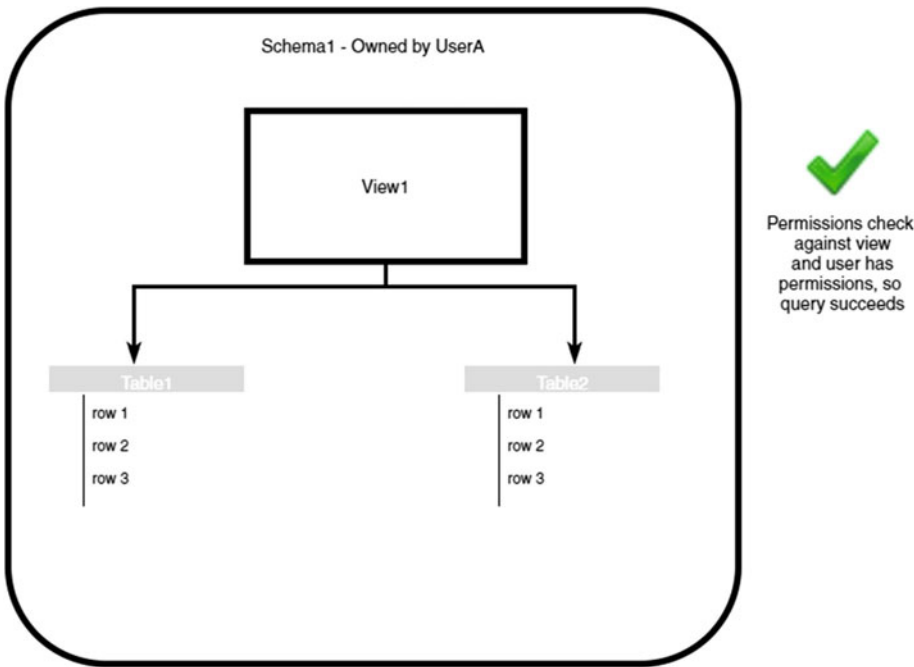 Schema1 - Owned by UserA
View1
Permissions check
against view
and user has
permissions, so
query succeeds
Table1
row 1
row 2
row 3
Table2
row 1
row 2
row 3